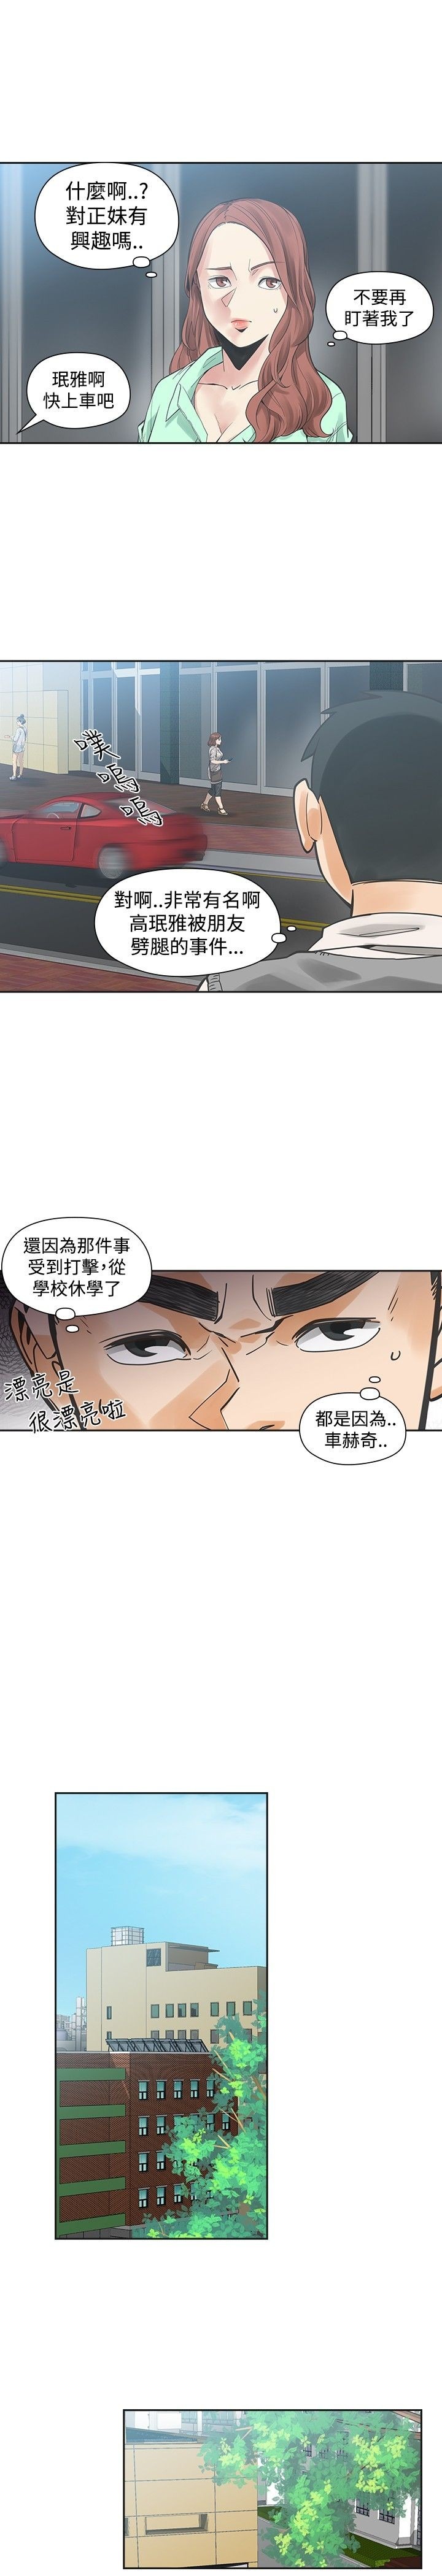 什麼啊..?
對正妹有
興趣嗎..
不要再
盯著我了
珉雅啊
快上車吧
噗
嗚
嗚
對啊..非常有名啊
高珉雅被朋友
劈腿的事件...
還因為那件事
受到打擊，從
學校休學了
漂亮是
很漂亮啦
都是因為..
車赫奇..